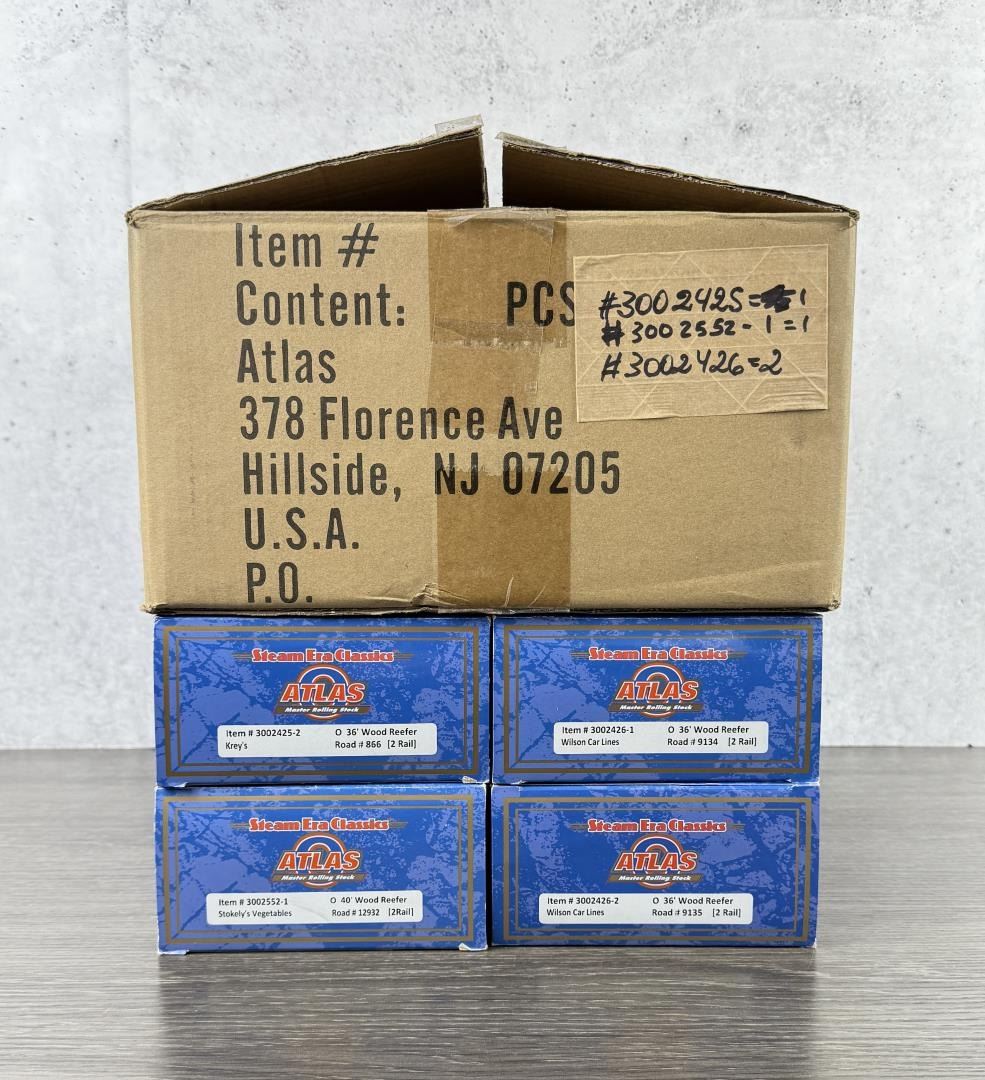 Item #
Content: PCS
Atlas
378 Florence Ave
Hillside, NJ 07205
U.S.A.
P.O.
#3002425= 1
#3002552-1=1
#3002426=2
Steam Era Classics
ATLAS
Master Rolling Stock
Item # 3002425-2 O 36' Wood Reefer
Krey's Road # 866 [2 Rail]
Steam Era Classics
ATLAS
Master Rolling Stock
Item # 3002426-1 O 36' Wood Reefer
Wilson Car Lines Road # 9134 [2 Rail]
Steam Era Classics
ATLAS
Master Rolling Stock
Item # 3002552-1 O 40' Wood Reefer
Stokely's Vegetables Road # 12932 [2Rail]
Steam Era Classics
ATLAS
Master Rolling Stock
Item # 3002426-2 O 36' Wood Reefer
Wilson Car Lines Road # 9135 [2 Rail]